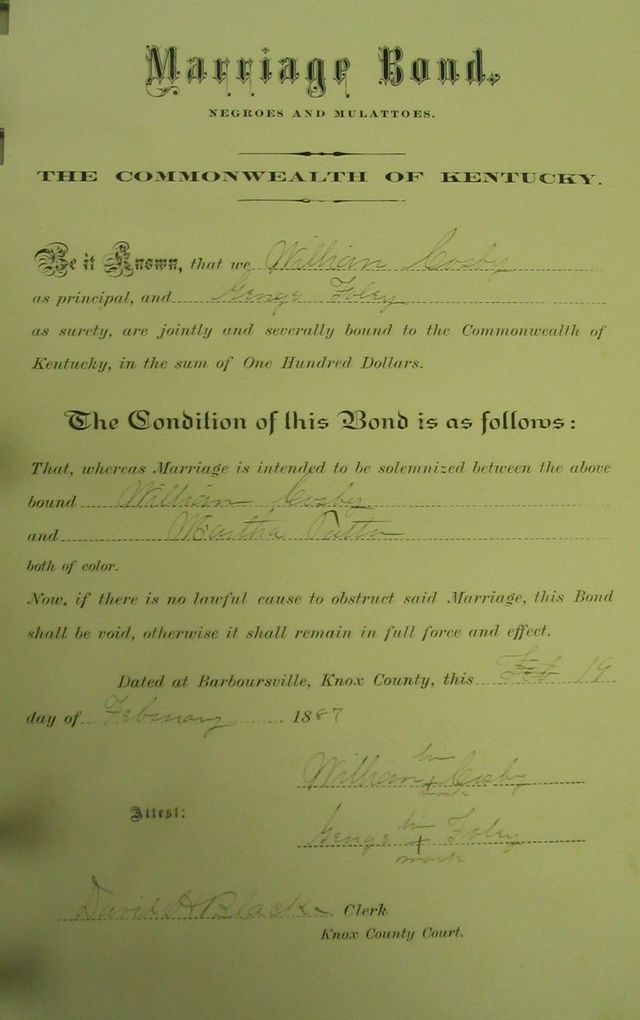 Marriage Bond.
NEGROES AND MULATTOES.
THE COMMONWEALTH OF KENTUCKY.
Be it Known, that we William Cosby
as principal, and George Foley
as surety, are jointly and severally bound to the Commonwealth of
Kentucky, in the sum of One Hundred Dollars.
The Condition of this Bond is as follows:
That, whereas Marriage is intended to be solemnized between the above
bound William Cosby
and Martha
both of color.
Now, if there is no lawful cause to obstruct said Marriage, this Bond
shall be void, otherwise it shall remain in full force and effect.
Dated at Barboursville, Knox County, this Feb 19
day of February 1887
his
William + Cosby
mark
Attest:
his
George + Foley
mark
David H Black Clerk
Knox County Court.